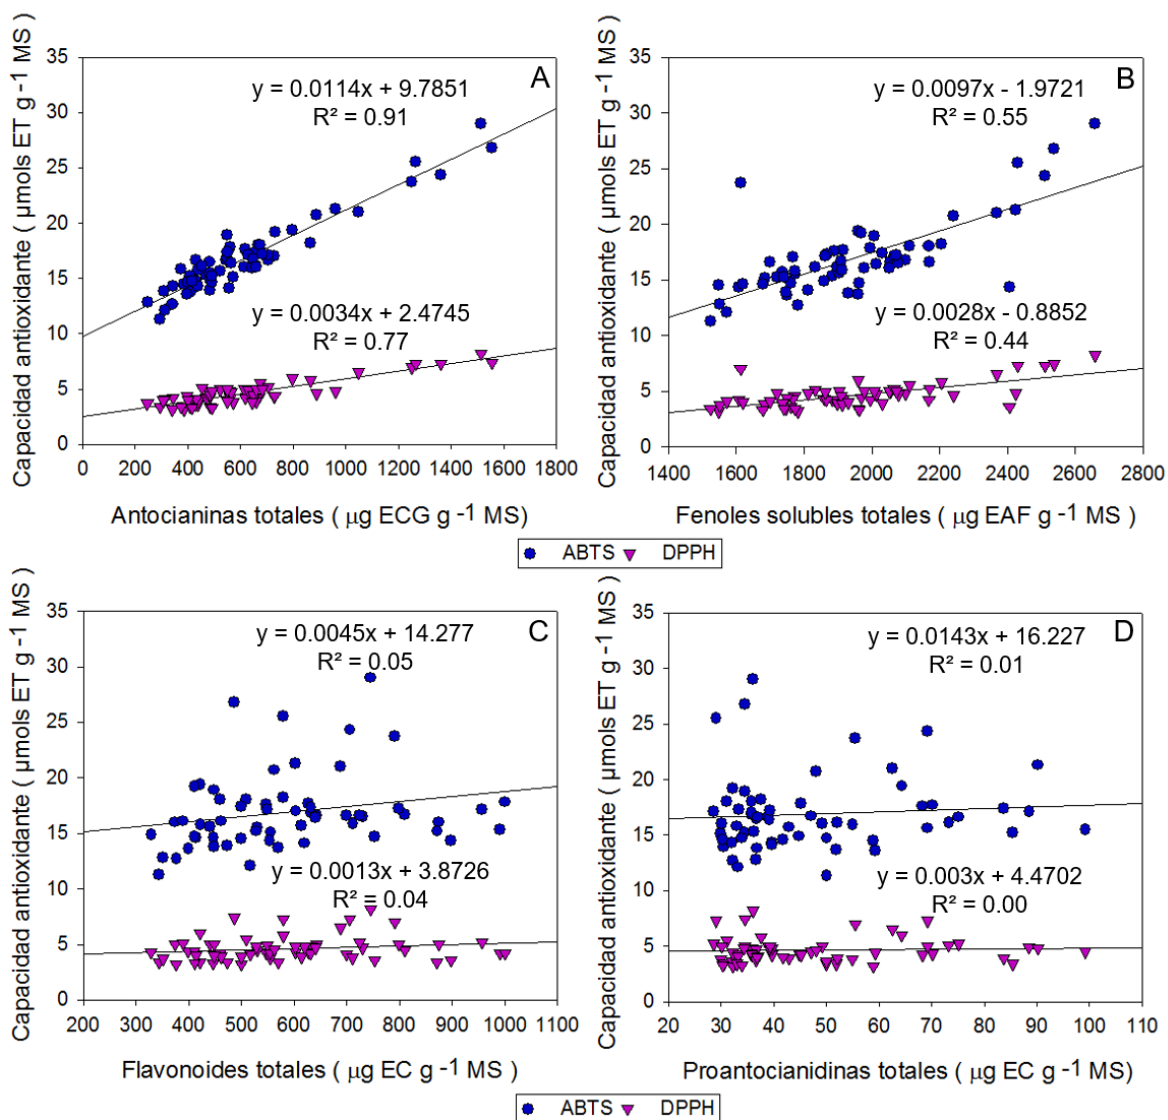 Capacidad antioxidante ( µmols ET g -1 MS )
35
30
25
20
15
10
5
0
A
y = 0.0114x + 9.7851
R² = 0.91
y = 0.0034x + 2.4745
R² = 0.77
0 200 400 600 800 1000 1200 1400 1600 1800
Antocianinas totales ( µg ECG g -1 MS)
Capacidad antioxidante ( µmols ET g -1 MS )
35
30
25
20
15
10
5
0
B
y = 0.0097x - 1.9721
R² = 0.55
y = 0.0028x - 0.8852
R² = 0.44
1400 1600 1800 2000 2200 2400 2600 2800
Fenoles solubles totales ( µg EAF g -1 MS )
ABTS DPPH
Capacidad antioxidante ( µmols ET g -1 MS )
35
30
25
20
15
10
5
0
C
y = 0.0045x + 14.277
R² = 0.05
y = 0.0013x + 3.8726
R² = 0.04
200 300 400 500 600 700 800 900 1000 1100
Flavonoides totales ( µg EC g -1 MS )
Capacidad antioxidante ( µmols ET g -1 MS )
35
30
25
20
15
10
5
0
D
y = 0.0143x + 16.227
R² = 0.01
y = 0.003x + 4.4702
R² = 0.00
20 30 40 50 60 70 80 90 100 110
Proantocianidinas totales ( µg EC g -1 MS)
ABTS DPPH